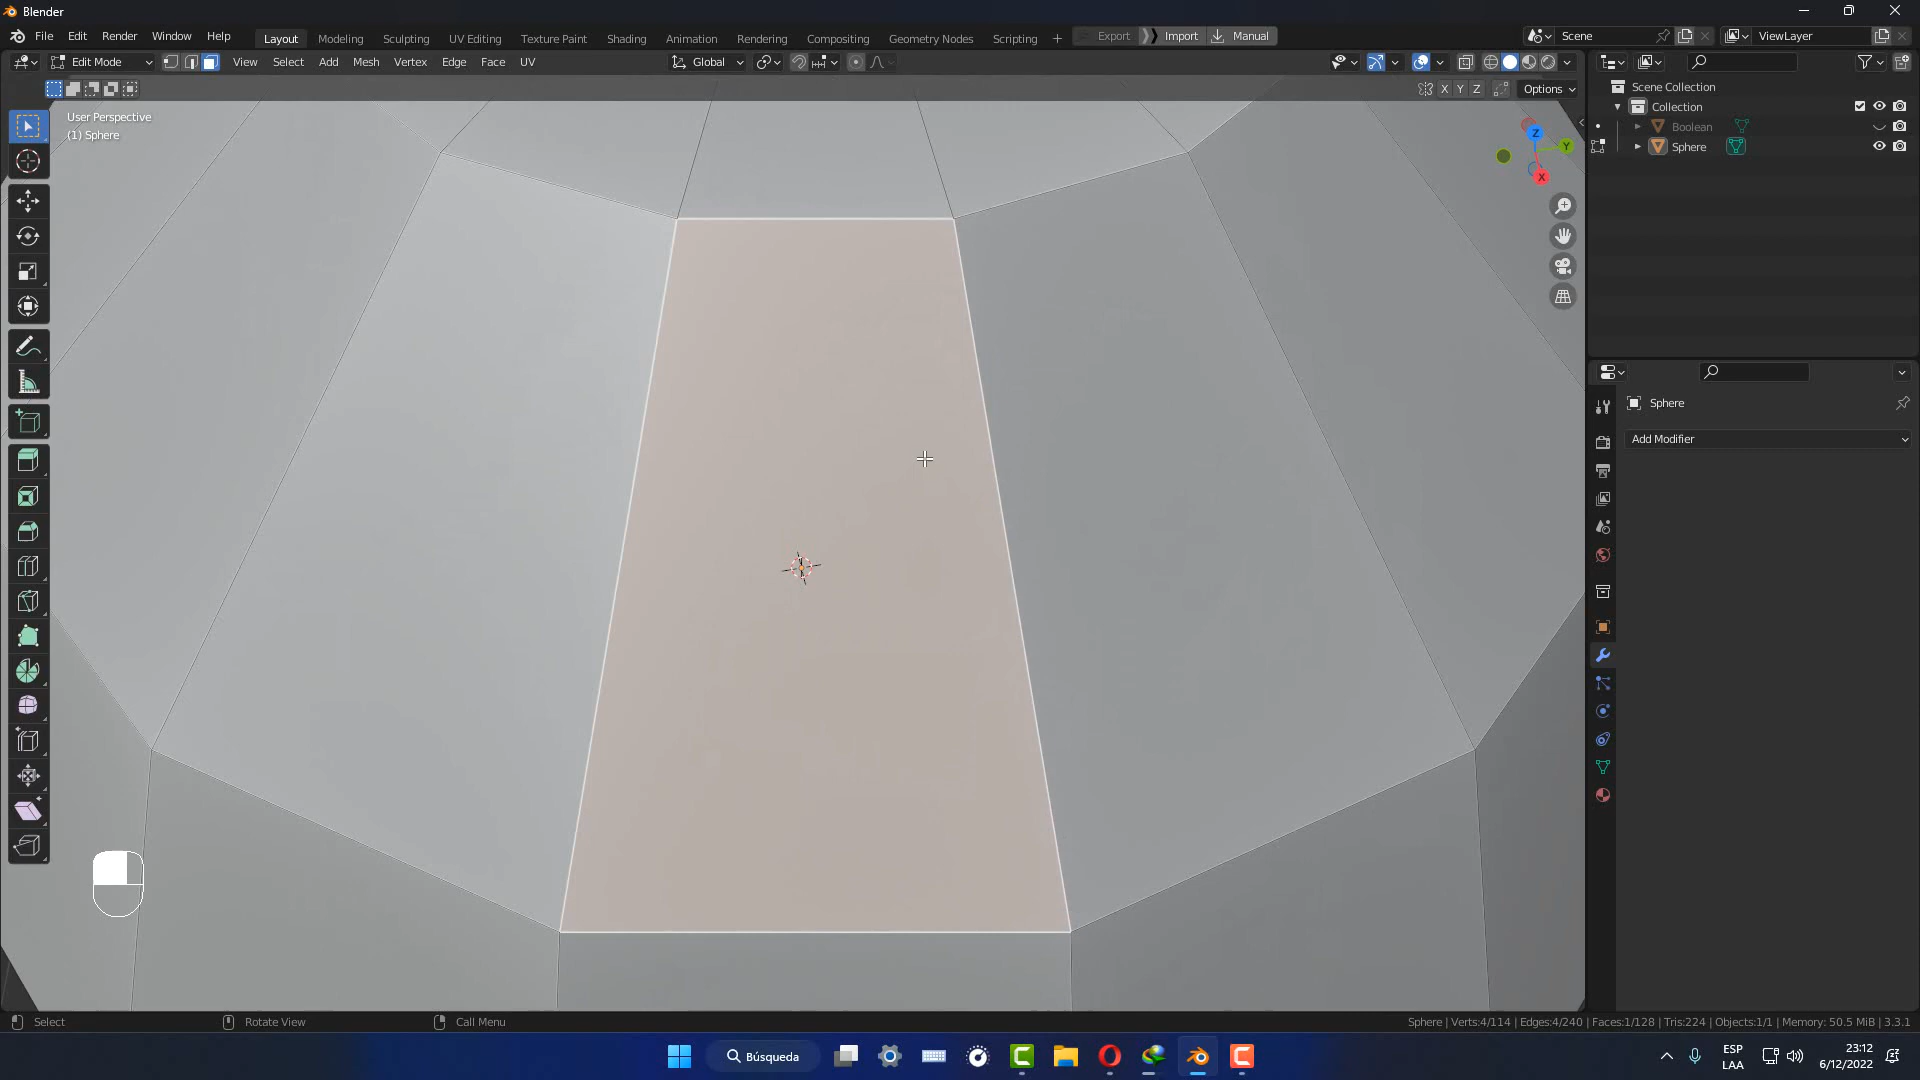 Blender
File Edit Render Window Help Layout Modeling Sculpting UV Editing Texture Paint Shading Animation Rendering Compositing Geometry Nodes Scripting + Export Import Manual Scene ViewLayer
Edit Mode View Select Add Mesh Vertex Edge Face UV Global
X Y Z Options
User Perspective
(1) Sphere
Z
Y
X
Scene Collection
Collection
Boolean
Sphere
Sphere
Add Modifier
Select Rotate View Call Menu Sphere | Verts:4/114 | Edges:4/240 | Faces:1/128 | Tris:224 | Objects:1/1 | Memory: 50.5 MiB | 3.3.1
Búsqueda
ESP
LAA
23:12
6/12/2022